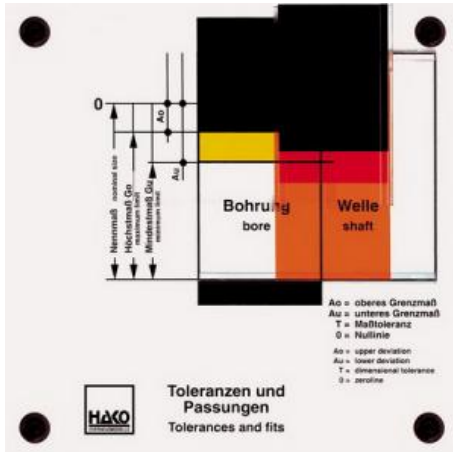 0
Ao
Au
Nennmaß nominal size
Höchstmaß Go
maximum limit
Mindestmaß Gu
minimum limit
Bohrung
bore
Welle
shaft
Ao = oberes Grenzmaß
Au = unteres Grenzmaß
T = Maßtoleranz
0 = Nullinie
Ao = upper deviation
Au = lower deviation
T = dimensional tolerance
0 = zeroline
HAKO
Toleranzen und
Passungen
Tolerances and fits